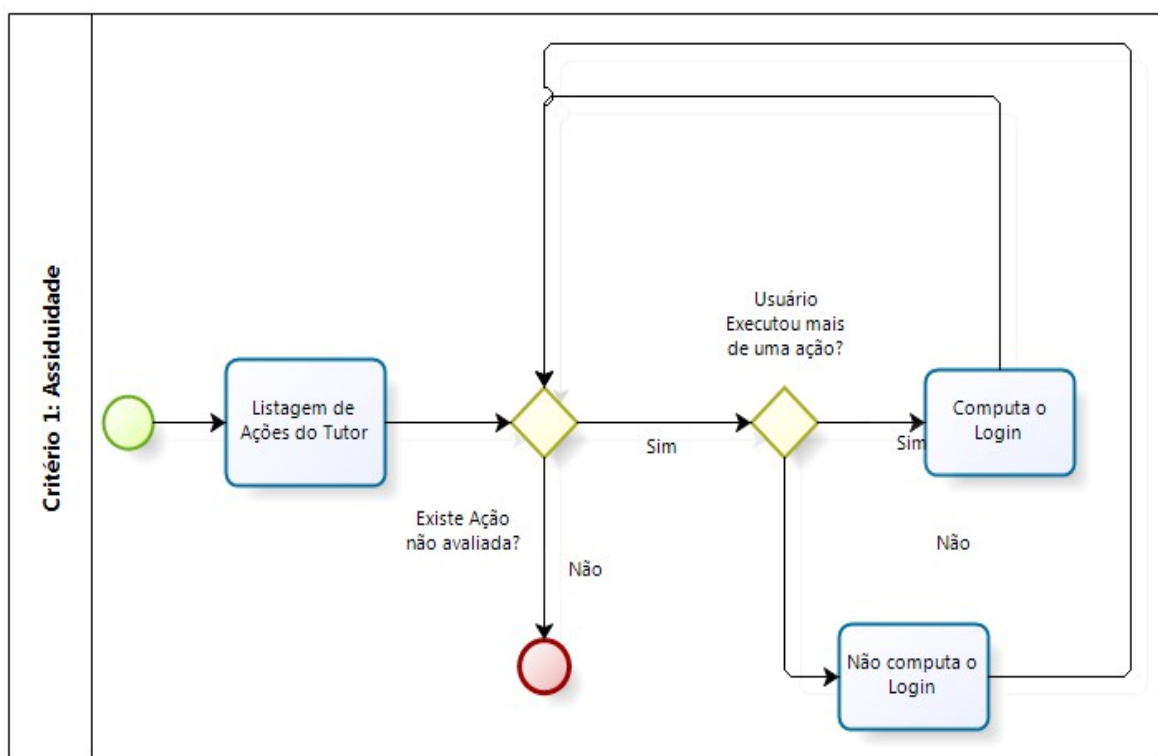 Critério 1: Assiduidade
Listagem de
Ações do Tutor
Existe Ação
não avaliada?
Sim
Não
Usuário
Executou mais
de uma ação?
Sim
Computa o
Login
Não
Não computa o
Login